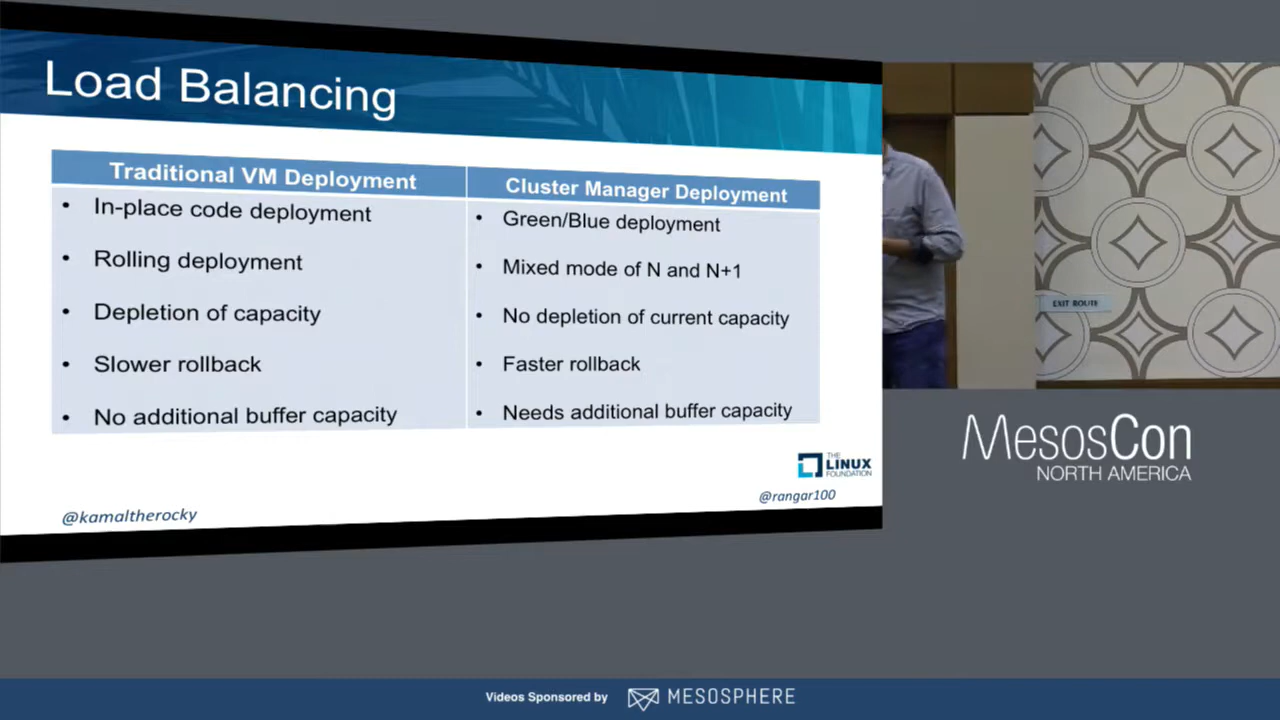 Load Balancing
Traditional VM Deployment
• In-place code deployment
• Rolling deployment
• Depletion of capacity
• Slower rollback
• No additional buffer capacity
Cluster Manager Deployment
• Green/Blue deployment
• Mixed mode of N and N+1
• No depletion of current capacity
• Faster rollback
• Needs additional buffer capacity
THE
LINUX
FOUNDATION
@kamaltherocky
@rangar100
EXIT ROUTE
MesosCon
NORTH AMERICA
Videos Sponsored by
MESOSPHERE